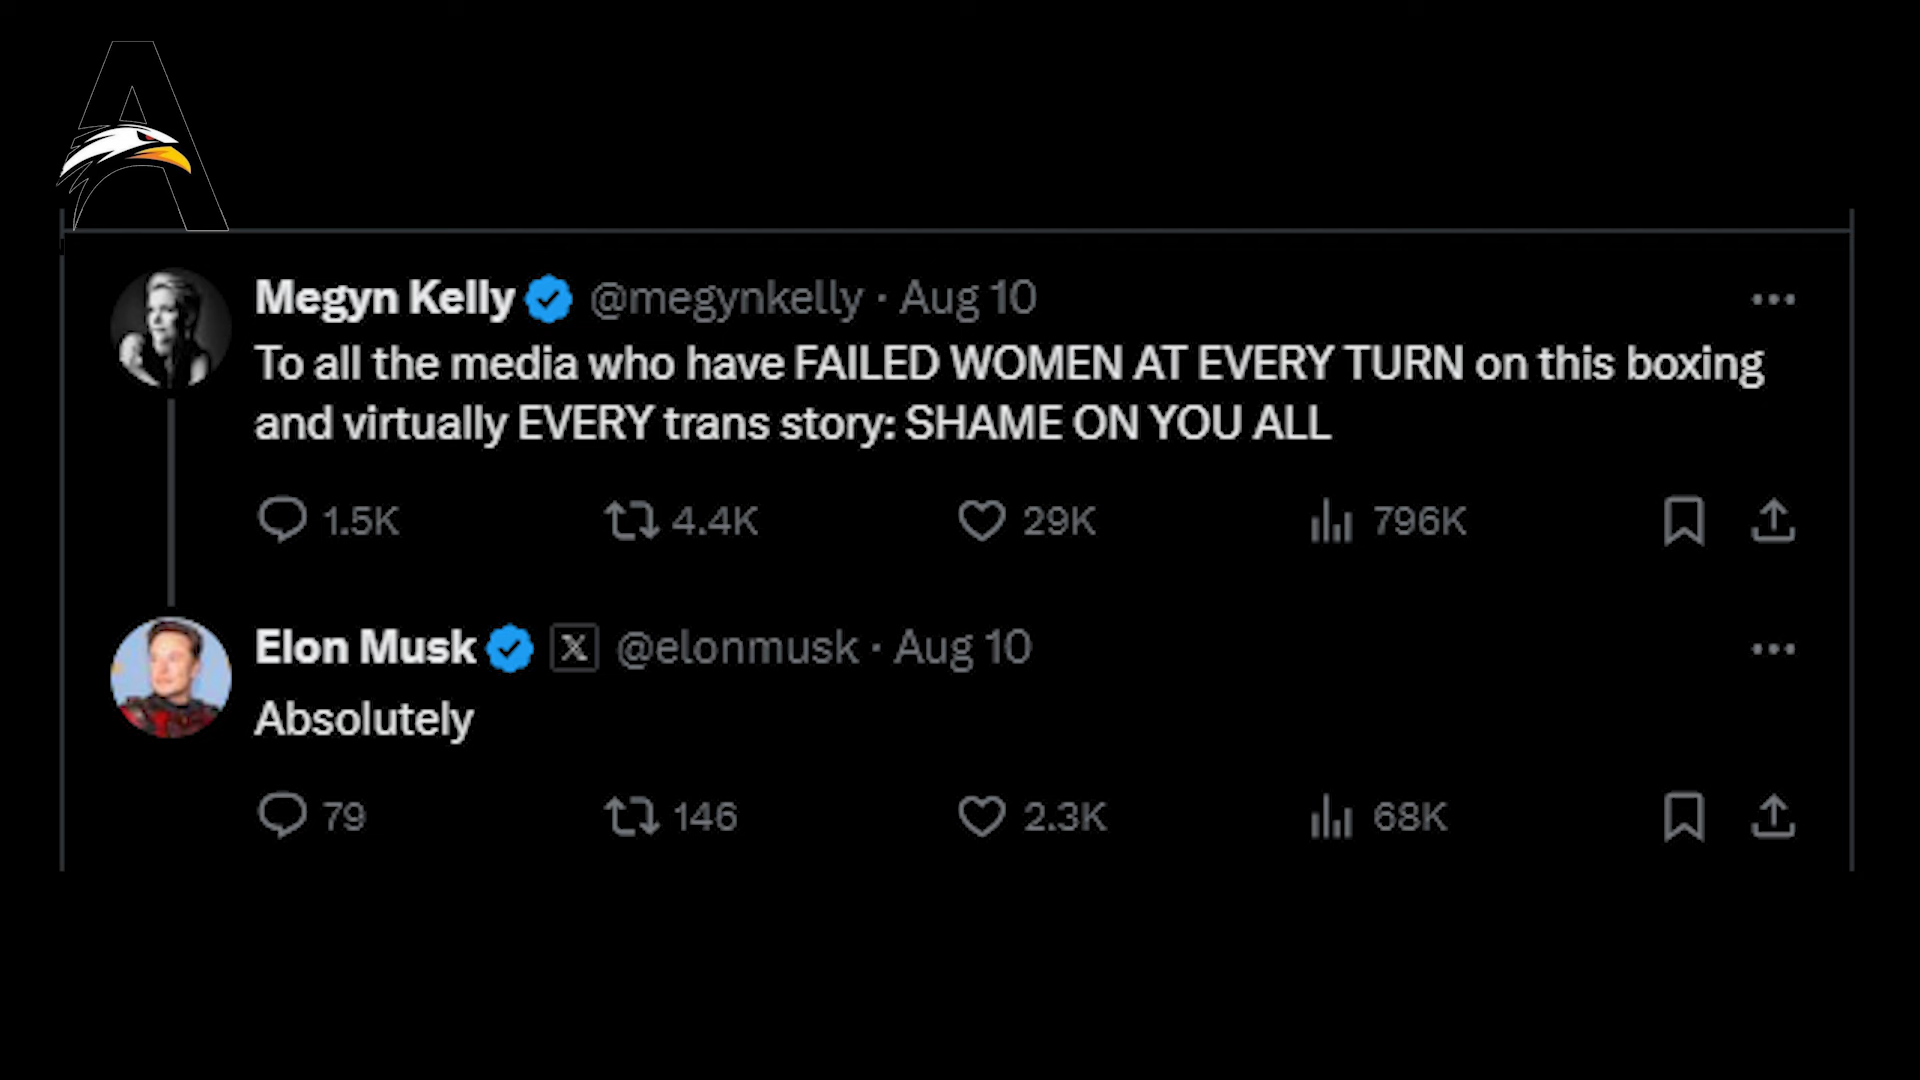 A
Megyn Kelly @megynkelly · Aug 10
To all the media who have FAILED WOMEN AT EVERY TURN on this boxing
and virtually EVERY trans story: SHAME ON YOU ALL
1.5K 4.4K 29K 796K
Elon Musk X @elonmusk · Aug 10
Absolutely
79 146 2.3K 68K